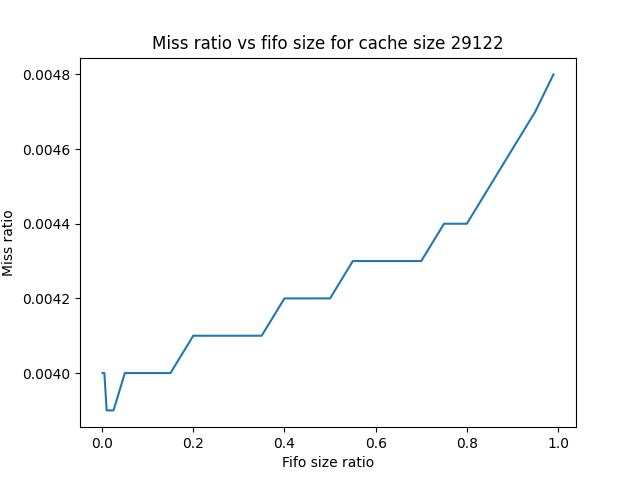 Miss ratio vs fifo size for cache size 29122
0.0048
0.0046
0.0044
0.0042
0.0040
Miss ratio
0.0 0.2 0.4 0.6 0.8 1.0
Fifo size ratio